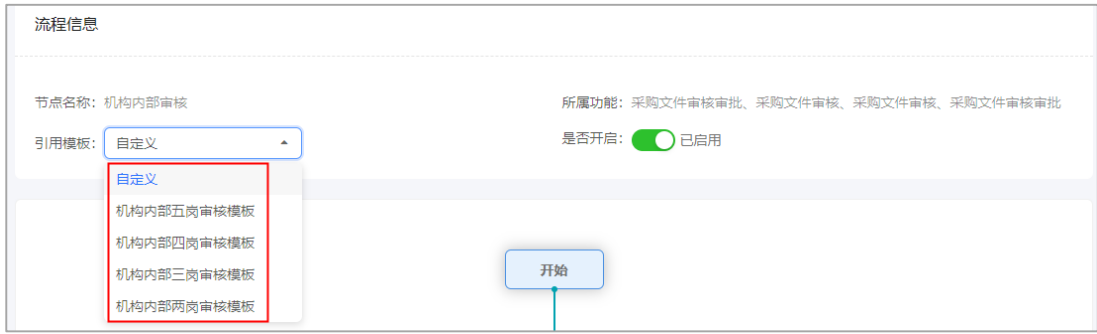 流程信息
节点名称：机构内部审核
所属功能：采购文件审核审批、采购文件审核、采购文件审核、采购文件审核审批
引用模板：自定义
是否开启：已启用
自定义
机构内部五岗审核模板
机构内部四岗审核模板
机构内部三岗审核模板
机构内部两岗审核模板
开始